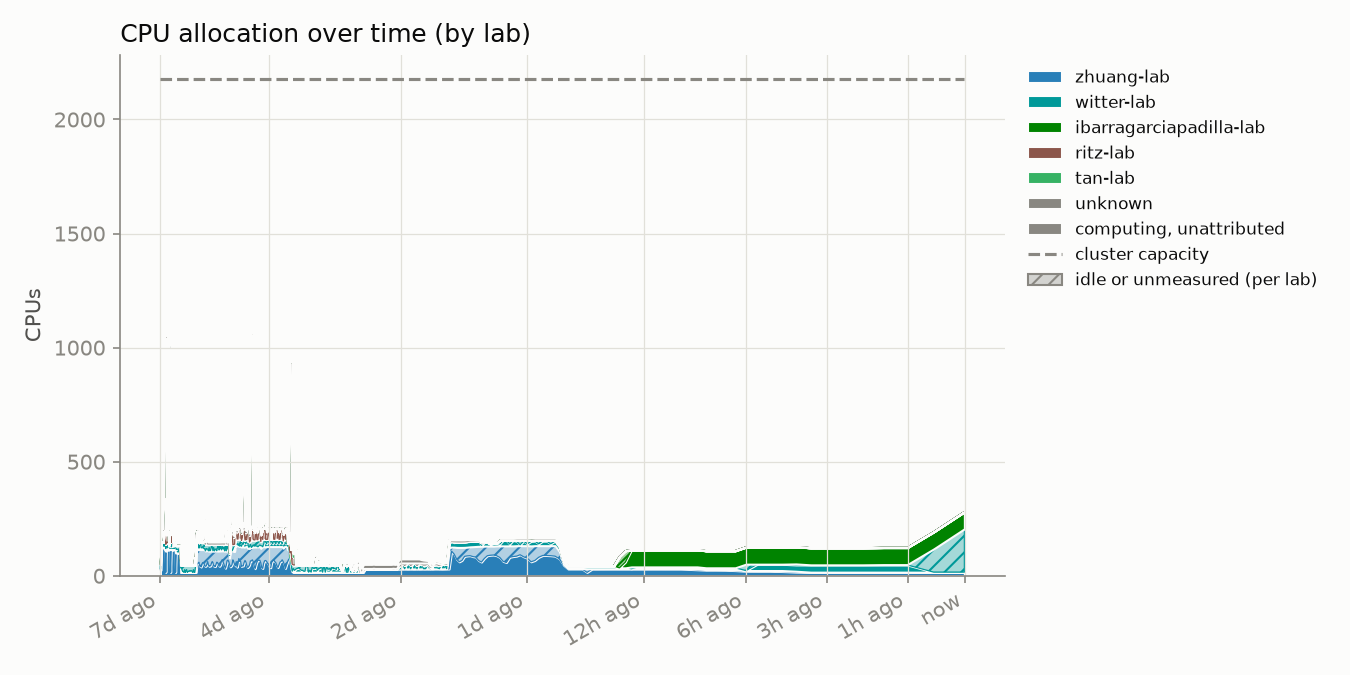 CPU allocation over time (by lab)
CPUs
2000
1500
1000
500
0
7d ago
4d ago
2d ago
1d ago
12h ago
6h ago
3h ago
1h ago
now
zhuang-lab
witter-lab
ibarragarciapadilla-lab
ritz-lab
tan-lab
unknown
computing, unattributed
cluster capacity
idle or unmeasured (per lab)